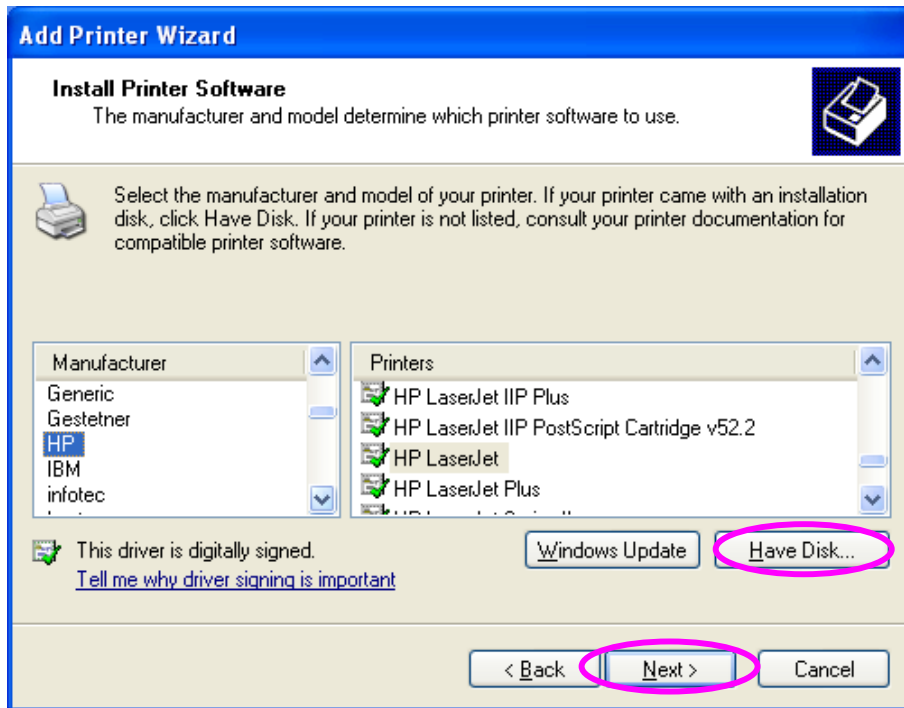 Add Printer Wizard
Install Printer Software
The manufacturer and model determine which printer software to use.
Select the manufacturer and model of your printer. If your printer came with an installation
disk, click Have Disk. If your printer is not listed, consult your printer documentation for
compatible printer software.
Manufacturer
Generic
Gestetner
HP
IBM
infotec
Printers
HP LaserJet IIP Plus
HP LaserJet IIP PostScript Cartridge v52.2
HP LaserJet
HP LaserJet Plus
This driver is digitally signed.
Tell me why driver signing is important
Windows Update
Have Disk...
< Back
Next >
Cancel